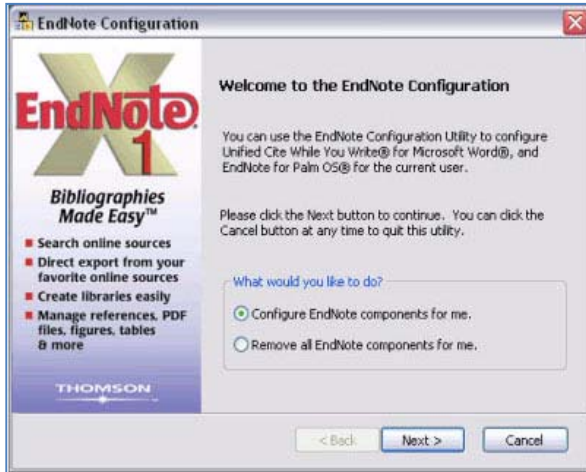 EndNote Configuration
EndNote
X
1
Bibliographies
Made Easy™
Search online sources
Direct export from your
favorite online sources
Create libraries easily
Manage references, PDF
files, figures, tables
& more
THOMSON
Welcome to the EndNote Configuration
You can use the EndNote Configuration Utility to configure
Unified Cite While You Write® for Microsoft Word®, and
EndNote for Palm OS® for the current user.
Please click the Next button to continue. You can click the
Cancel button at any time to quit this utility.
What would you like to do?
Configure EndNote components for me.
Remove all EndNote components for me.
< Back
Next >
Cancel